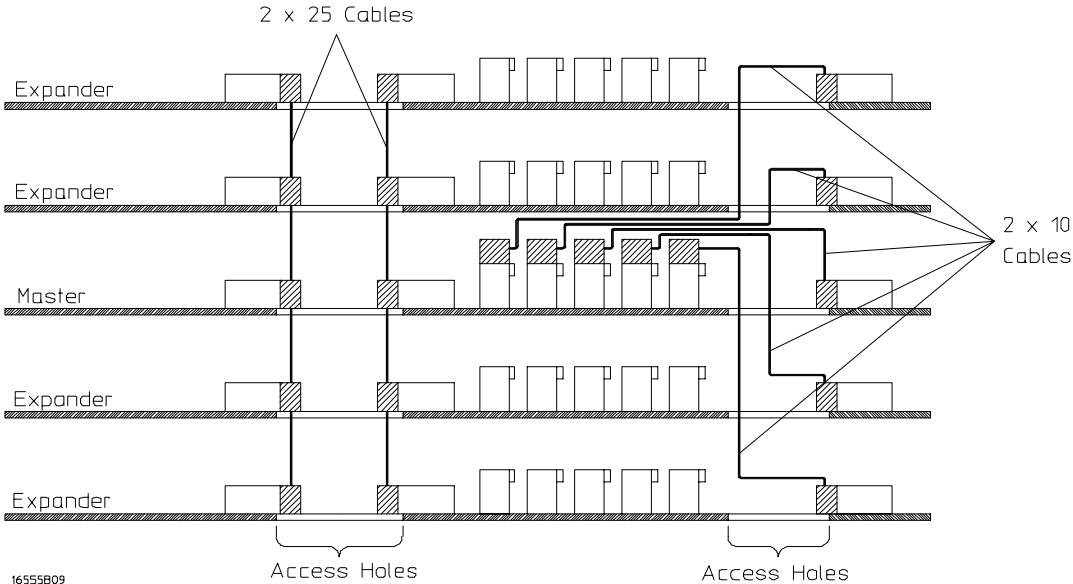 2 x 25 Cables
Expander
Expander
2 x 10
Cables
Master
Expander
Expander
Access Holes
Access Holes
16555B09